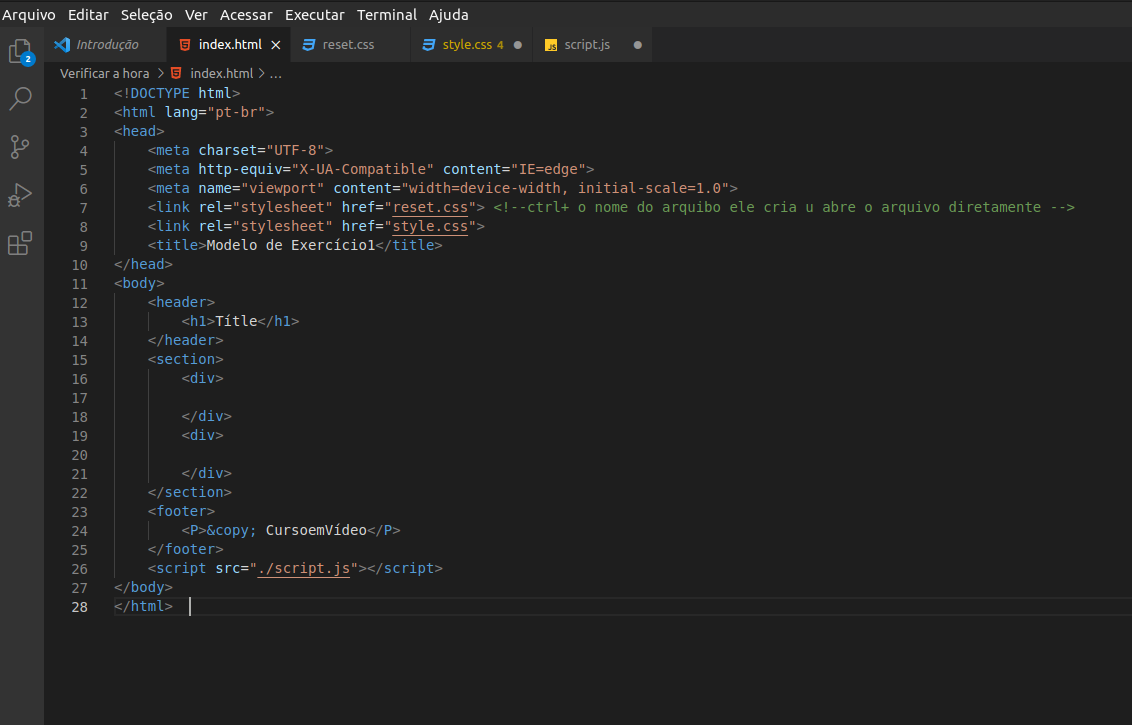 Arquivo Editar Seleção Ver Acessar Executar Terminal Ajuda
Introdução index.html reset.css style.css 4 script.js
2
Verificar a hora > index.html > ...
1 <!DOCTYPE html>
2 <html lang="pt-br">
3 <head>
4 <meta charset="UTF-8">
5 <meta http-equiv="X-UA-Compatible" content="IE=edge">
6 <meta name="viewport" content="width=device-width, initial-scale=1.0">
7 <link rel="stylesheet" href="reset.css"> <!--ctrl+ o nome do arquibo ele cria u abre o arquivo diretamente -->
8 <link rel="stylesheet" href="style.css">
9 <title>Modelo de Exercício1</title>
10 </head>
11 <body>
12 <header>
13 <h1>Títle</h1>
14 </header>
15 <section>
16 <div>
17
18 </div>
19 <div>
20
21 </div>
22 </section>
23 <footer>
24 <P>&copy; CursoemVídeo</P>
25 </footer>
26 <script src="./script.js"></script>
27 </body>
28 </html>